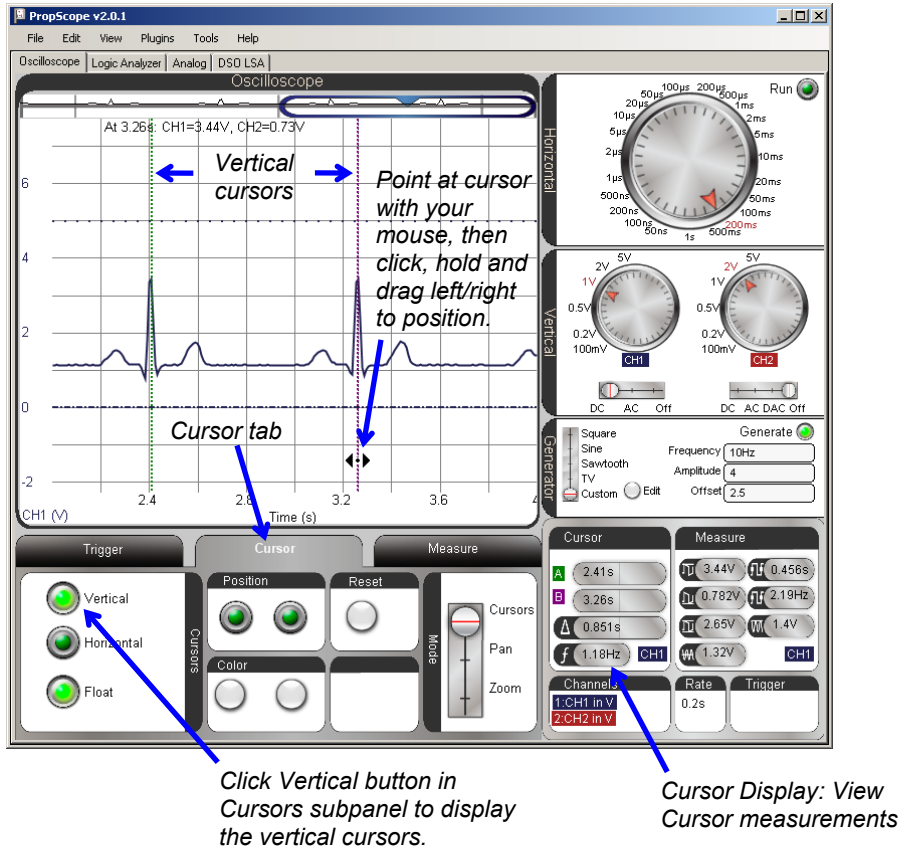 PropScope v2.0.1
File Edit View Plugins Tools Help
Oscilloscope Logic Analyzer Analog DSO LSA
Oscilloscope
At 3.26s: CH1=3.44V, CH2=0.73V
Vertical
cursors
Point at cursor
with your
mouse, then
click, hold and
drag left/right
to position.
6
4
2
0
-2
Cursor tab
2.4 2.8 3.2 3.6 4
CH1 (V) Time (s)
Horizontal
Run
100µs 200µs
50µs 500µs
20µs 1ms
10µs 2ms
5µs 5ms
2µs 10ms
1µs 20ms
500ns 50ms
200ns 100ms
100ns 200ms
50ns 1s 500ms
Vertical
5V 5V
2V 2V
1V 1V
0.5V 0.5V
0.2V 0.2V
100mV 100mV
CH1 CH2
DC AC Off DC AC DAC Off
Generator
Square
Sine
Sawtooth
TV
Custom Edit
Generate
Frequency 10Hz
Amplitude 4
Offset 2.5
Trigger Cursor Measure
Vertical
Horizontal
Float
Cursors
Position Reset
Color
Mode
Cursors
Pan
Zoom
Cursor
A 2.41s
B 3.26s
Δ 0.851s
f 1.18Hz CH1
Measure
3.44V 0.456s
0.782V 2.19Hz
2.65V 1.4V
1.32V CH1
Channels Rate Trigger
1:CH1 in V 0.2s
2:CH2 in V
Click Vertical button in
Cursors subpanel to display
the vertical cursors.
Cursor Display: View
Cursor measurements